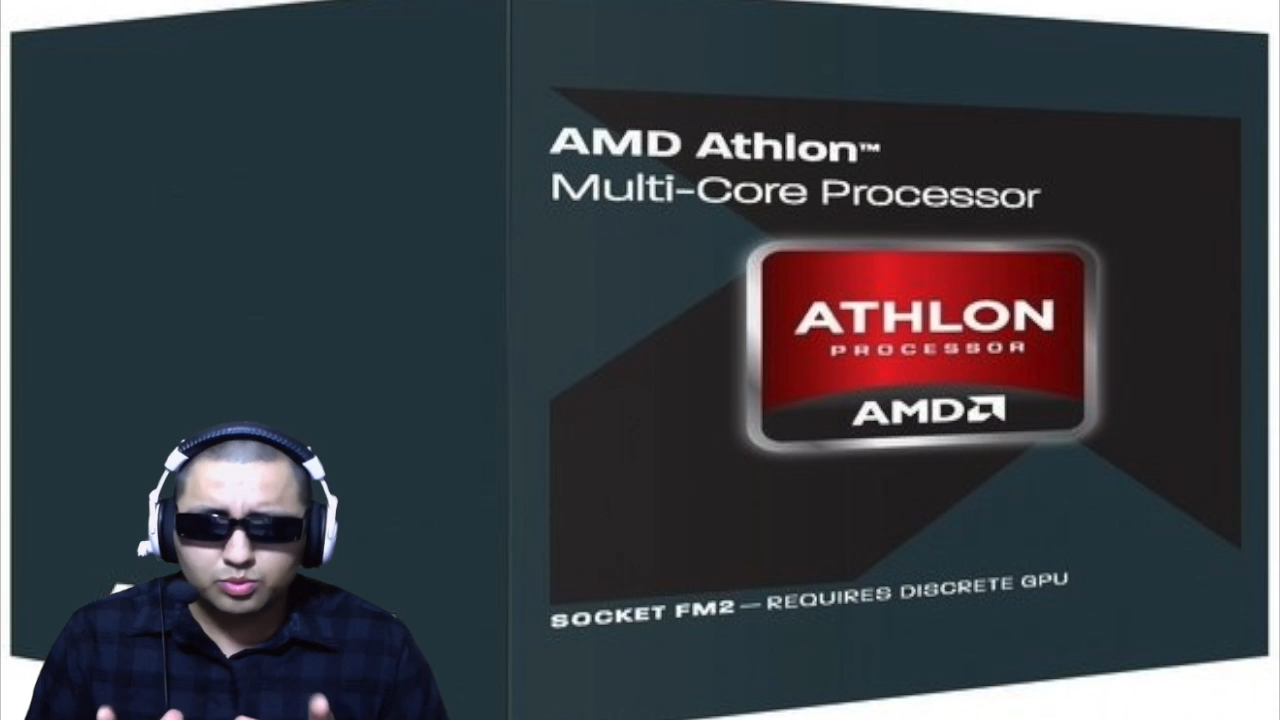 AMD Athlon™
Multi-Core Processor
ATHLON
PROCESSOR
AMD
SOCKET FM2 — REQUIRES DISCRETE GPU